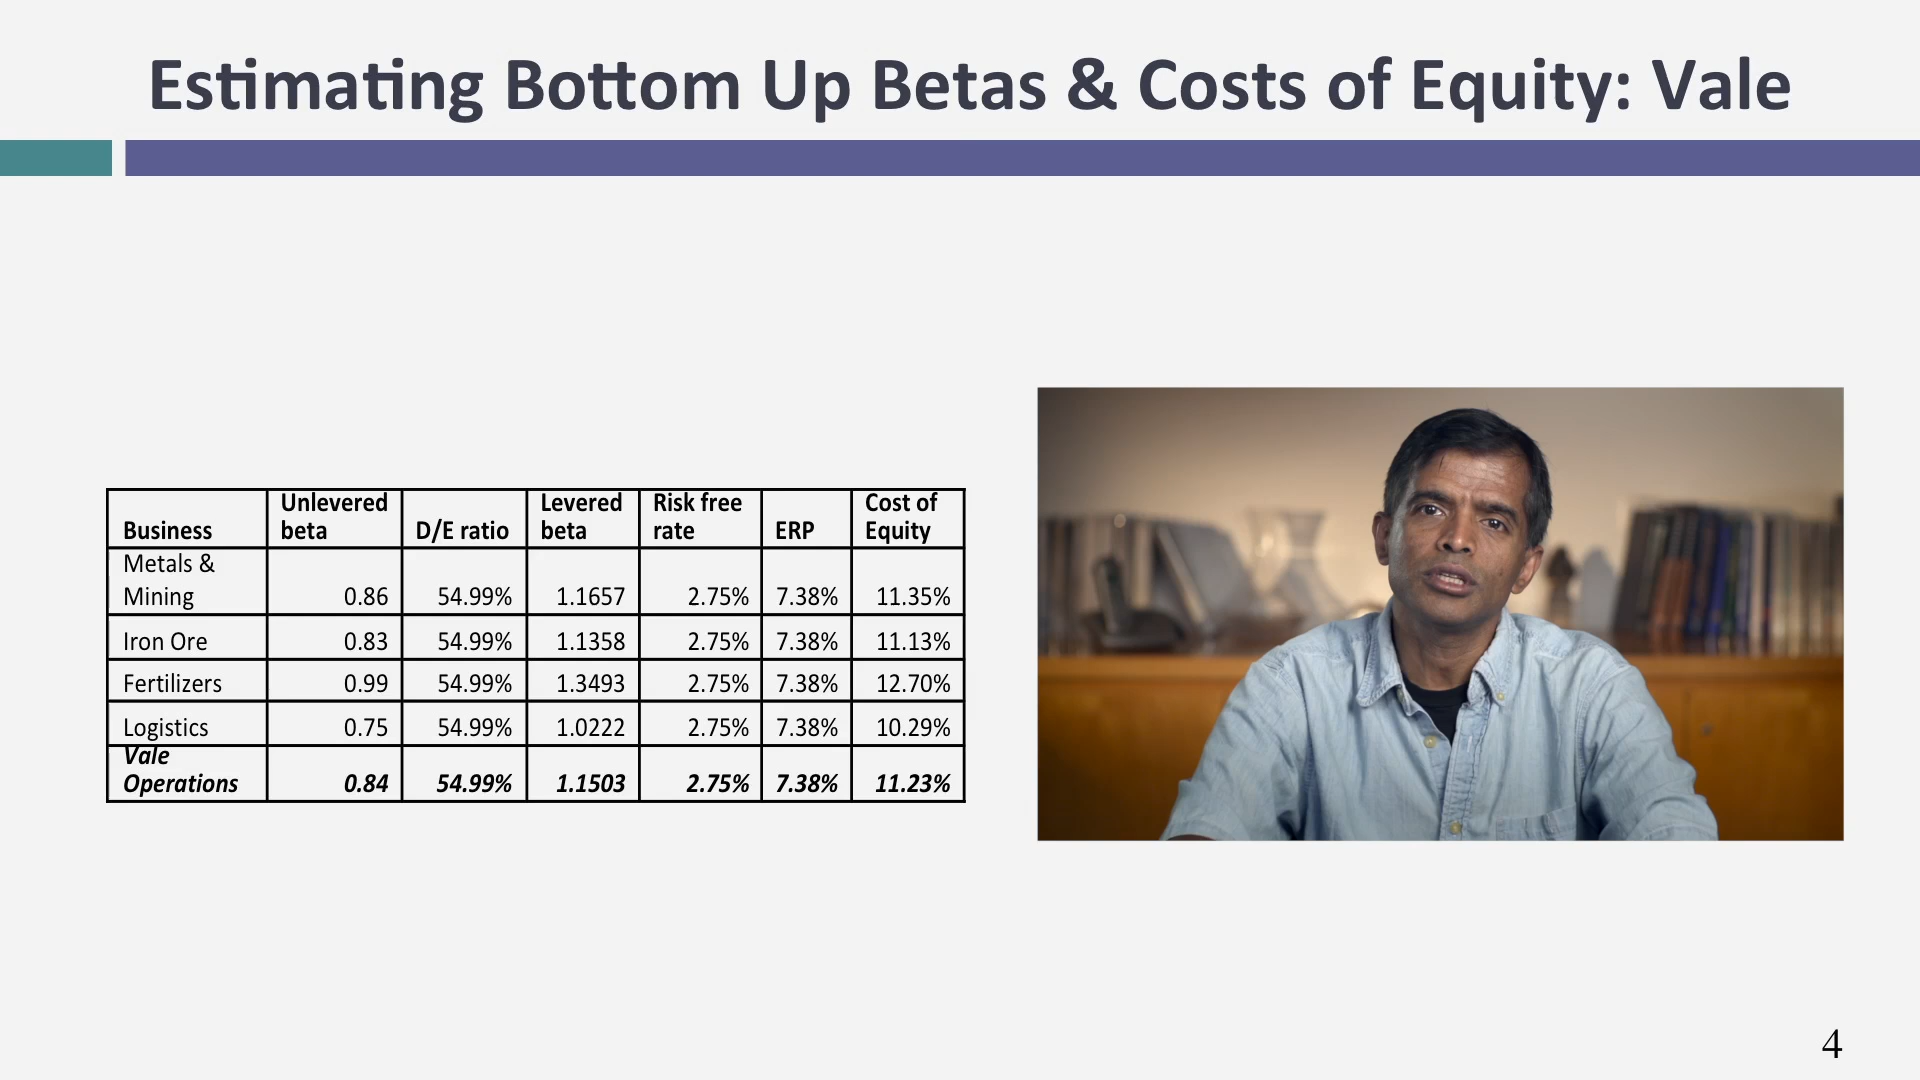 Estimating Bottom Up Betas & Costs of Equity: Vale
Business Unlevered beta D/E ratio Levered beta Risk free rate ERP Cost of Equity
Metals & Mining 0.86 54.99% 1.1657 2.75% 7.38% 11.35%
Iron Ore 0.83 54.99% 1.1358 2.75% 7.38% 11.13%
Fertilizers 0.99 54.99% 1.3493 2.75% 7.38% 12.70%
Logistics 0.75 54.99% 1.0222 2.75% 7.38% 10.29%
Vale Operations 0.84 54.99% 1.1503 2.75% 7.38% 11.23%
4